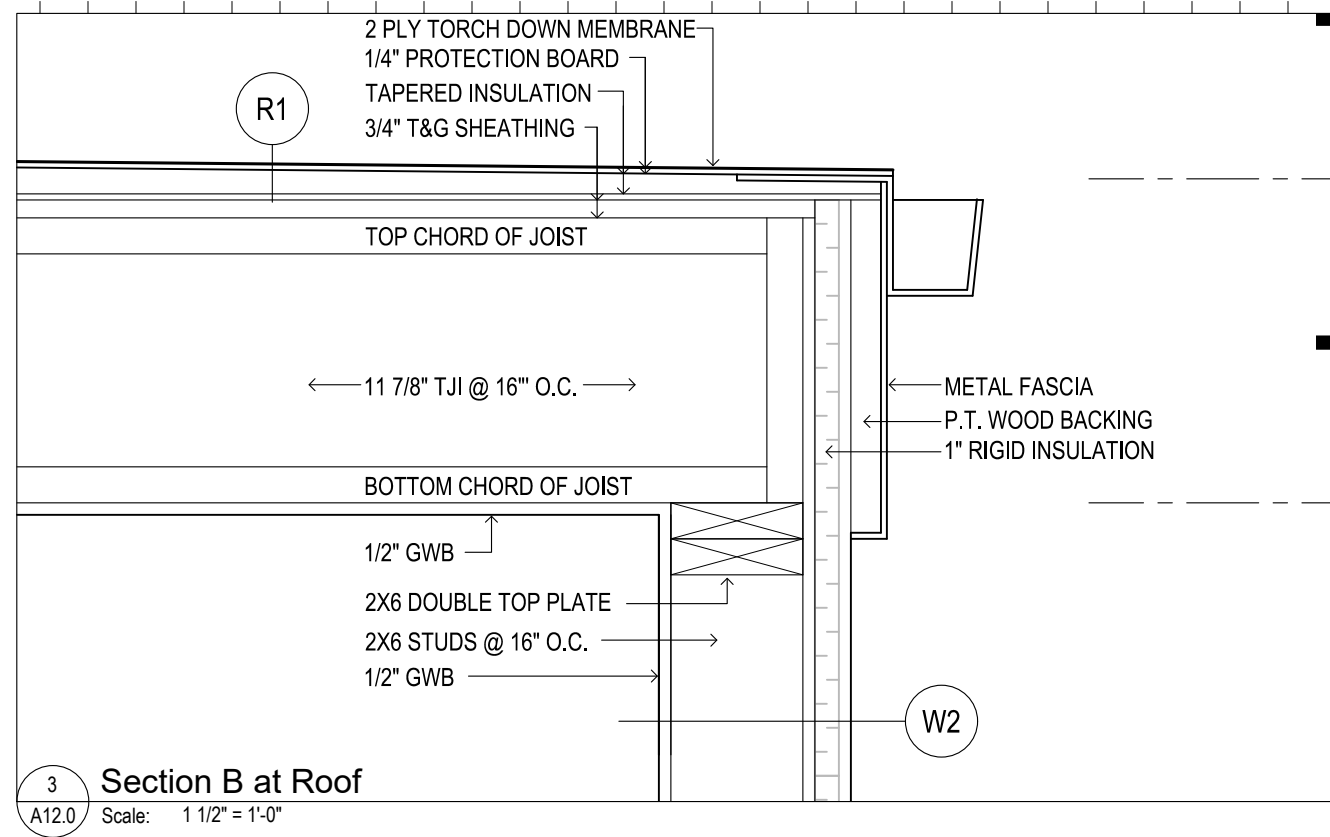 2 PLY TORCH DOWN MEMBRANE
1/4" PROTECTION BOARD
TAPERED INSULATION
3/4" T&G SHEATHING
R1
TOP CHORD OF JOIST
11 7/8" TJI @ 16"' O.C.
METAL FASCIA
P.T. WOOD BACKING
1" RIGID INSULATION
BOTTOM CHORD OF JOIST
1/2" GWB
2X6 DOUBLE TOP PLATE
2X6 STUDS @ 16" O.C.
1/2" GWB
W2
3
Section B at Roof
A12.0
Scale: 1 1/2" = 1'-0"